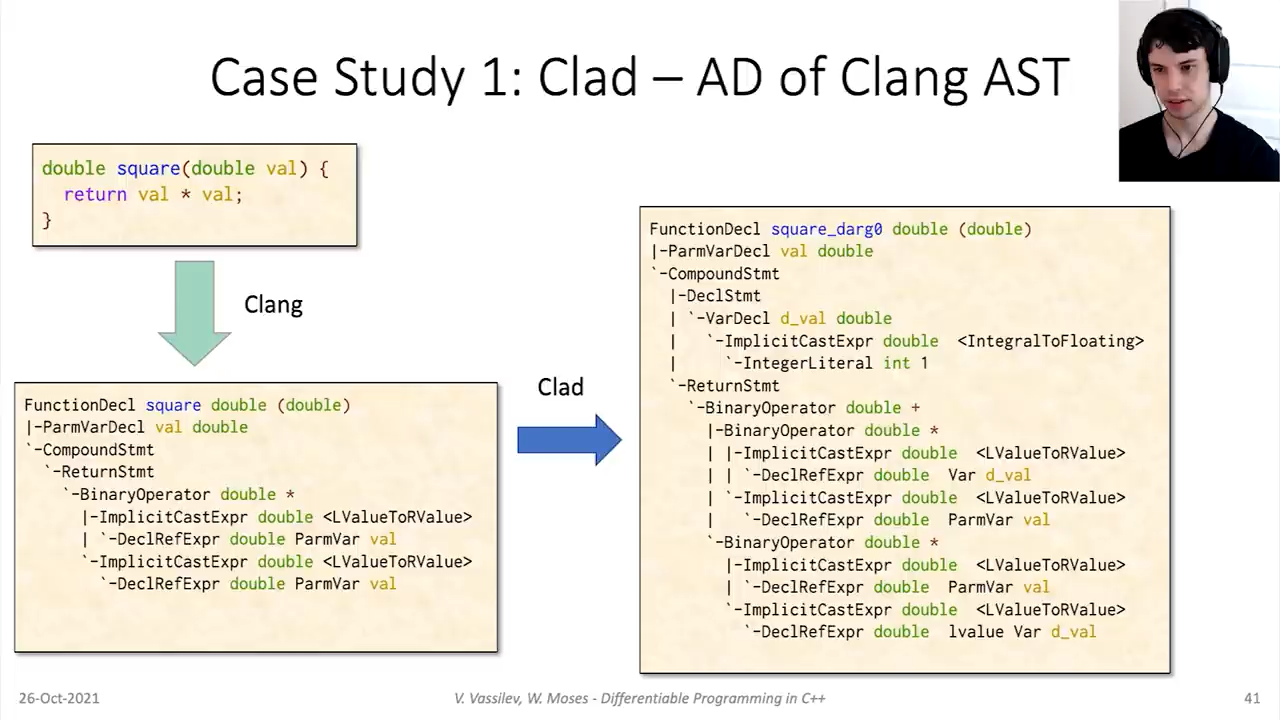 Case Study 1: Clad – AD of Clang AST
double square(double val) {
  return val * val;
}
Clang
FunctionDecl square double (double)
|-ParmVarDecl val double
`-CompoundStmt
  `-ReturnStmt
    `-BinaryOperator double *
      |-ImplicitCastExpr double <LValueToRValue>
      | `-DeclRefExpr double ParmVar val
      `-ImplicitCastExpr double <LValueToRValue>
        `-DeclRefExpr double ParmVar val
Clad
FunctionDecl square_darg0 double (double)
|-ParmVarDecl val double
`-CompoundStmt
  |-DeclStmt
  | `-VarDecl d_val double
  |   `-ImplicitCastExpr double  <IntegralToFloating>
  |     `-IntegerLiteral int 1
  `-ReturnStmt
    `-BinaryOperator double +
      |-BinaryOperator double *
      | |-ImplicitCastExpr double  <LValueToRValue>
      | | `-DeclRefExpr double  Var d_val
      | `-ImplicitCastExpr double  <LValueToRValue>
      |   `-DeclRefExpr double  ParmVar val
      `-BinaryOperator double *
        |-ImplicitCastExpr double  <LValueToRValue>
        | `-DeclRefExpr double  ParmVar val
        `-ImplicitCastExpr double  <LValueToRValue>
          `-DeclRefExpr double  lvalue Var d_val
26-Oct-2021
V. Vassilev, W. Moses - Differentiable Programming in C++
41